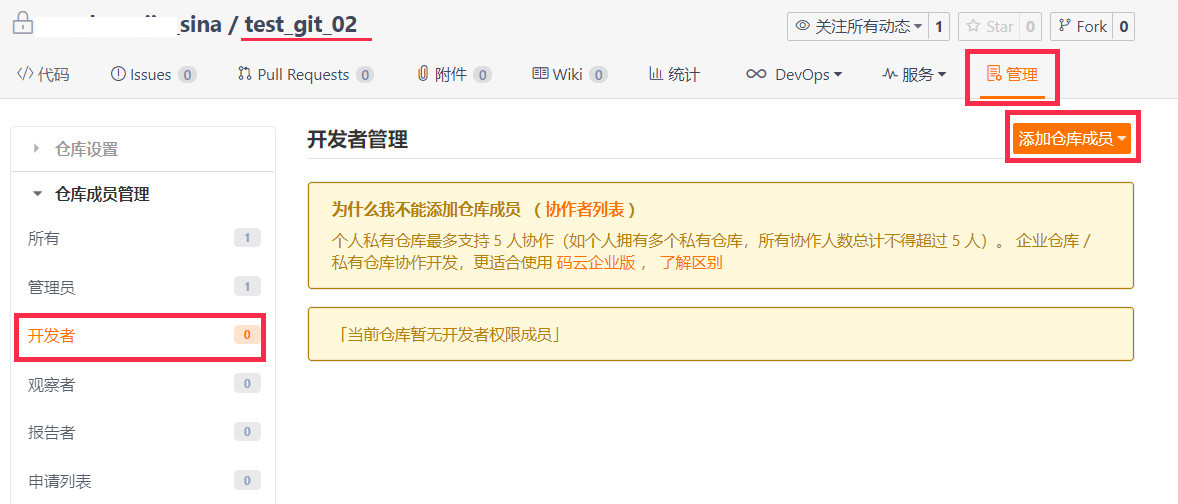 _sina / test_git_02
关注所有动态 1 Star 0 Fork 0
代码 Issues 0 Pull Requests 0 附件 0 Wiki 0 统计 DevOps 服务 管理
仓库设置
仓库成员管理
所有 1
管理员 1
开发者 0
观察者 0
报告者 0
申请列表 0
开发者管理
添加仓库成员
为什么我不能添加仓库成员 （ 协作者列表 ）
个人私有仓库最多支持 5 人协作（如个人拥有多个私有仓库，所有协作人数总计不得超过 5 人）。 企业仓库 /
私有仓库协作开发，更适合使用 码云企业版 ， 了解区别
「当前仓库暂无开发者权限成员」